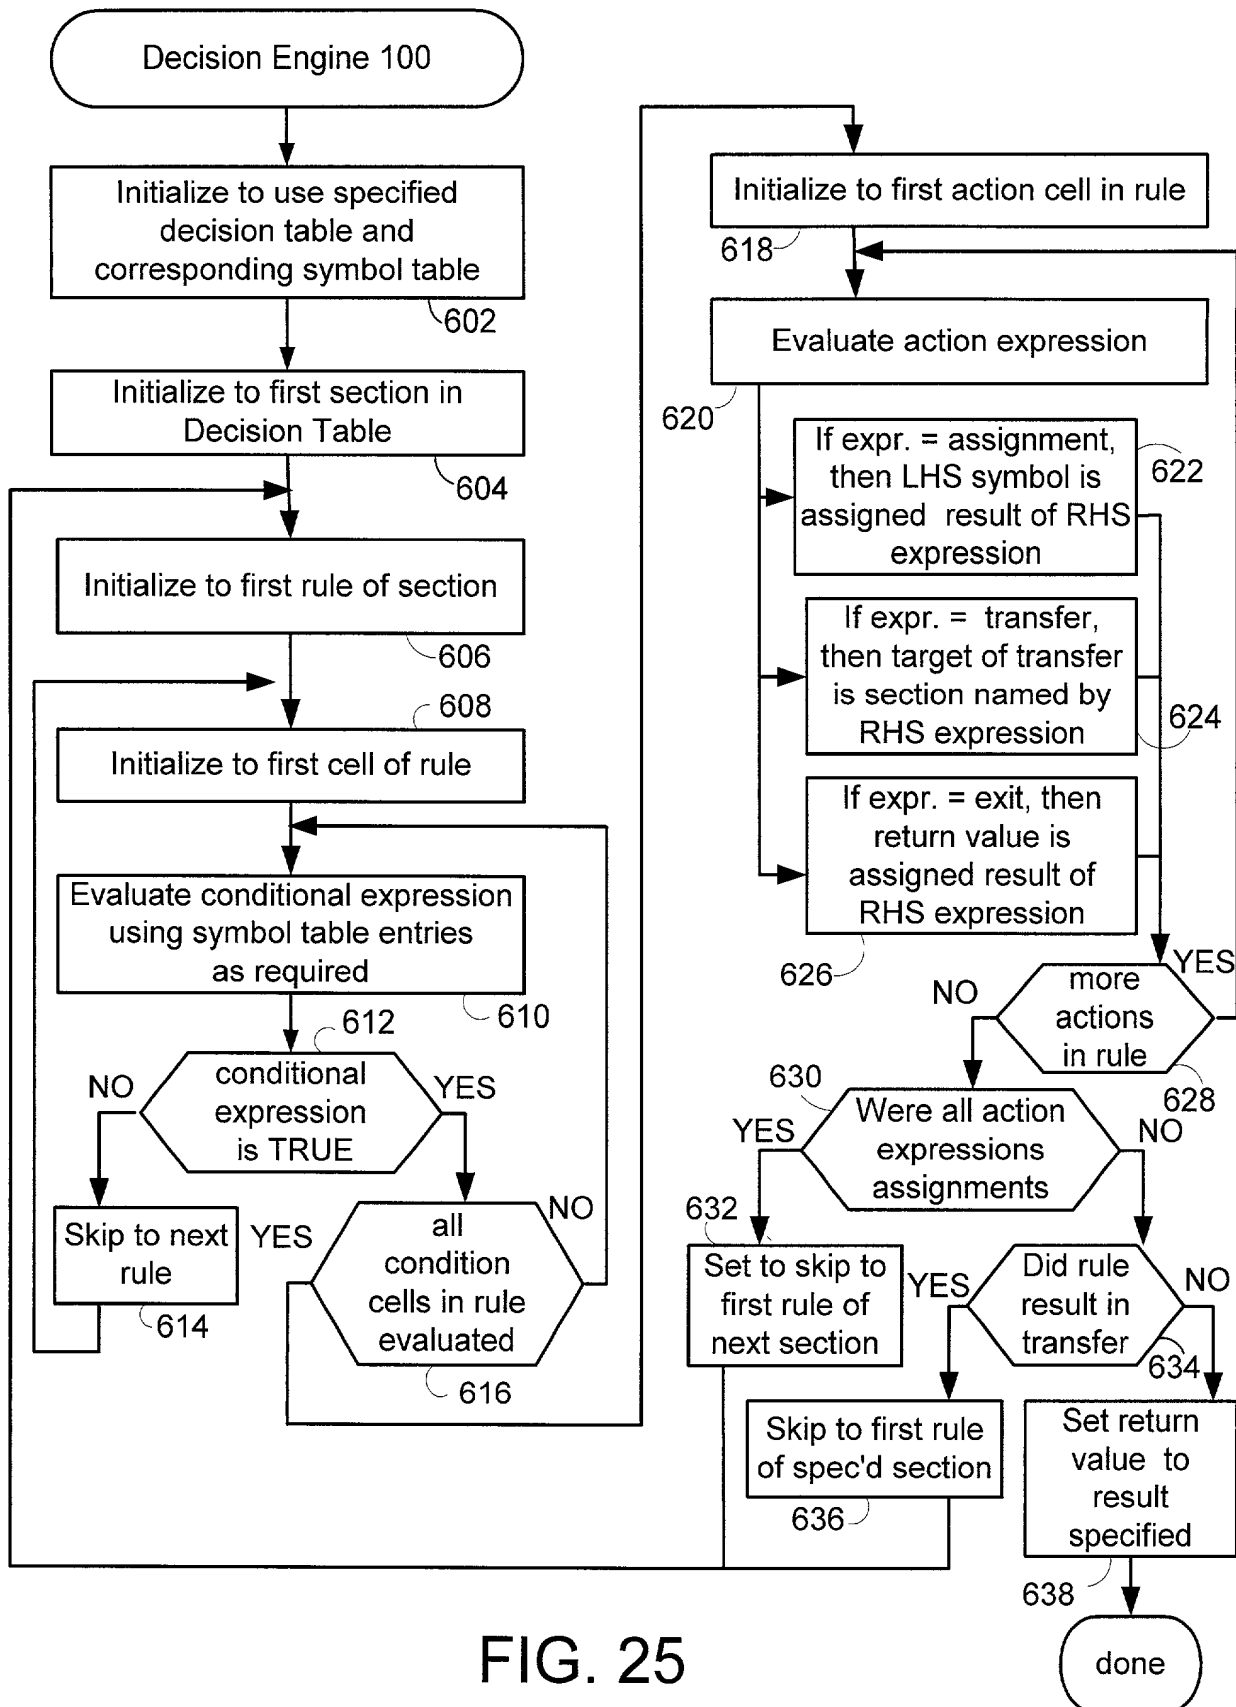 Decision Engine 100
Initialize to use specified
decision table and
corresponding symbol table
602
Initialize to first section in
Decision Table
604
Initialize to first rule of section
606
608
Initialize to first cell of rule
Evaluate conditional expression
using symbol table entries
as required
610
612
NO
conditional
expression
is TRUE
YES
Skip to next
rule
614
YES
all
condition
cells in rule
evaluated
NO
616
Initialize to first action cell in rule
618
Evaluate action expression
620
If expr. = assignment,
then LHS symbol is
assigned result of RHS
expression
622
If expr. = transfer,
then target of transfer
is section named by
RHS expression
624
If expr. = exit, then
return value is
assigned result of
RHS expression
626
NO
more
actions
in rule
YES
628
630
YES
Were all action
expressions
assignments
NO
632
Set to skip to
first rule of
next section
YES
Did rule
result in
transfer
NO
634
Skip to first rule
of spec'd section
636
Set return
value to
result
specified
638
done
FIG. 25